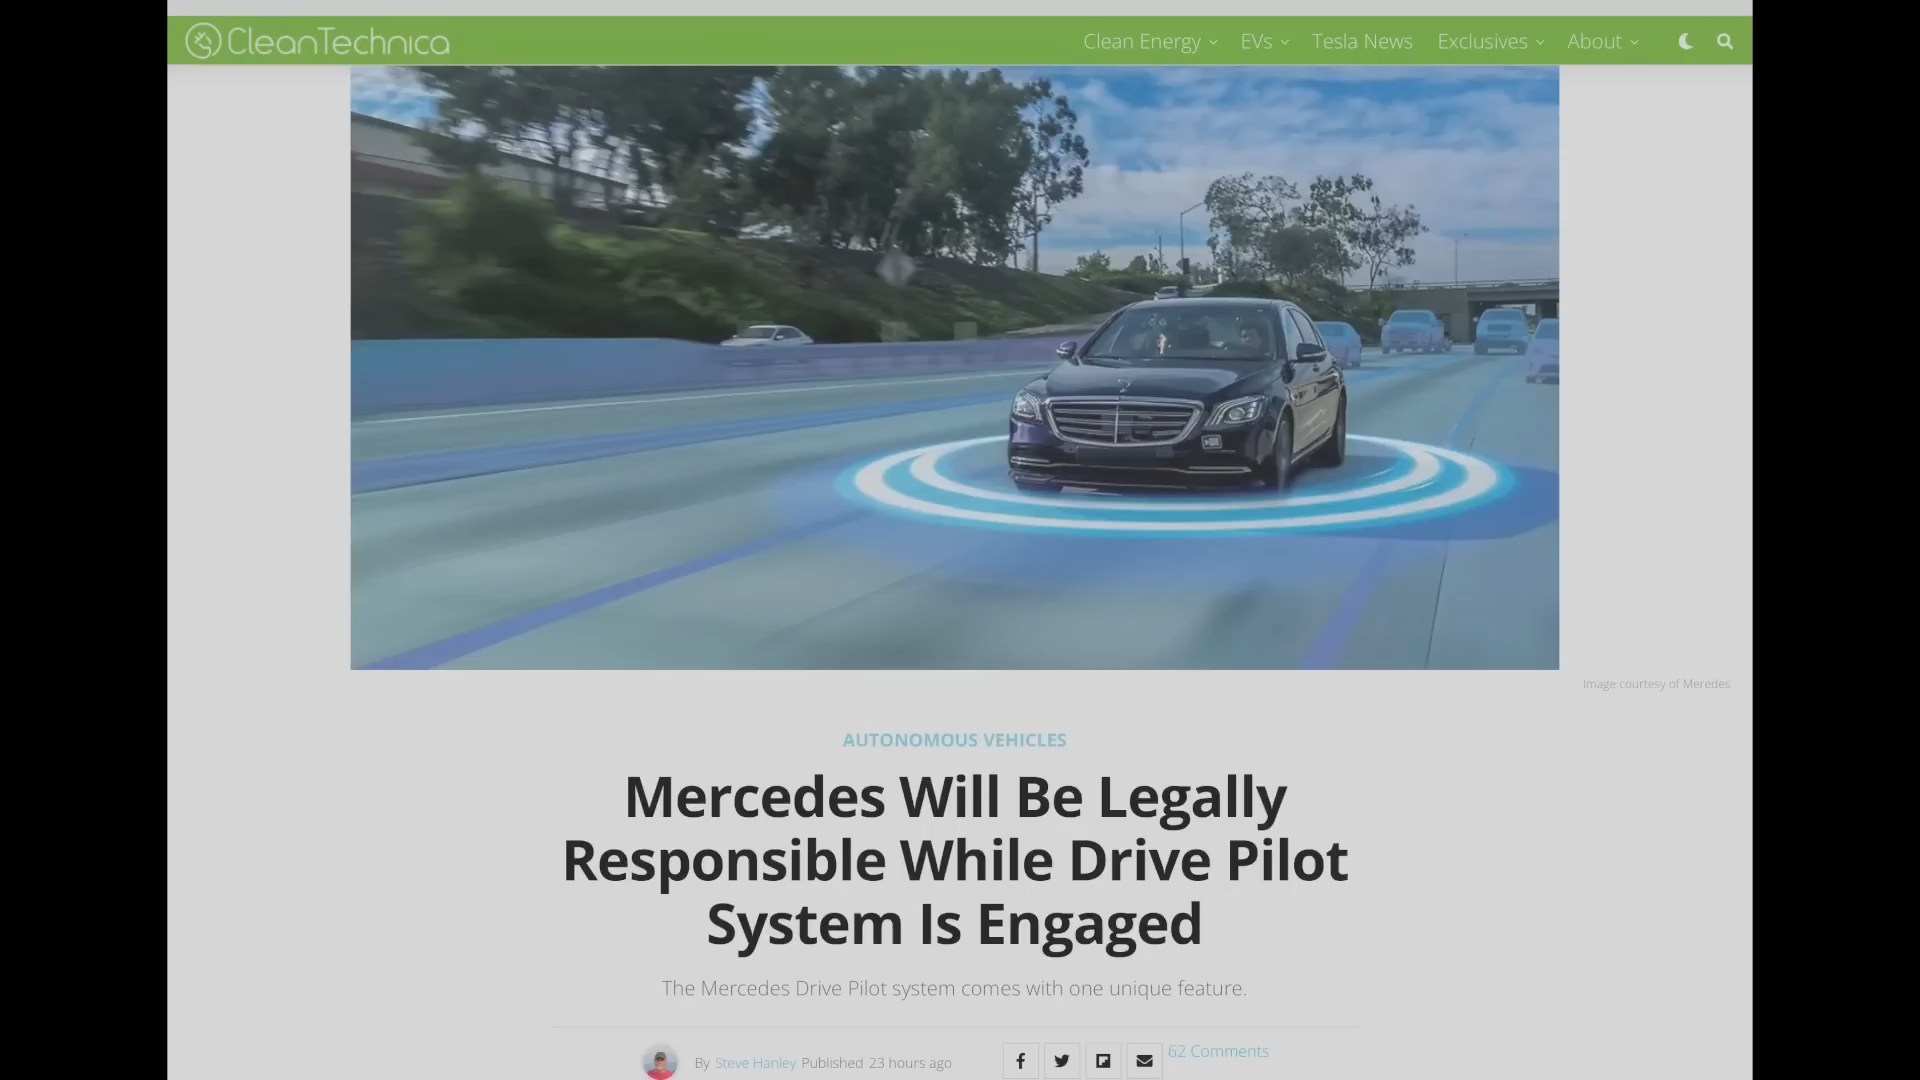 CleanTechnica
Clean Energy EVs Tesla News Exclusives About
Image courtesy of Meredes
AUTONOMOUS VEHICLES
Mercedes Will Be Legally
Responsible While Drive Pilot
System Is Engaged
The Mercedes Drive Pilot system comes with one unique feature.
By Steve Hanley Published 23 hours ago
62 Comments